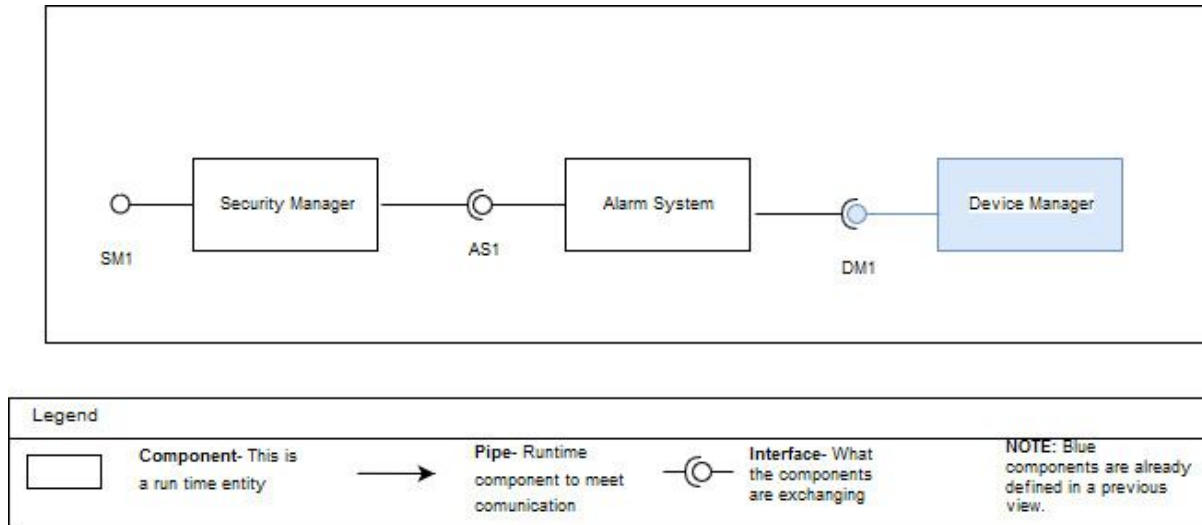 Security Manager
Alarm System
Device Manager
SM1
AS1
DM1
Legend
Component- This is
a run time entity
Pipe- Runtime
component to meet
comunication
Interface- What
the components
are exchanging
NOTE: Blue
components are already
defined in a previous
view.